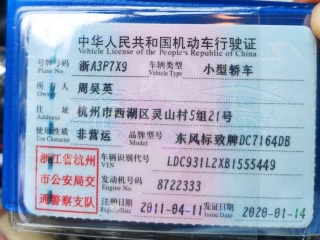 中华人民共和国机动车行驶证
Vehicle License of the People's Republic of China
号牌号码 浙A3P7X9 车辆类型 小型轿车
Plate No. Vehicle Type
所有人 周吴英
Owner
住址 杭州市西湖区灵山村5组21号
Address
使用性质 非营运 品牌型号 东风标致牌DC7164DB
Use Character Model
浙江省杭州 车辆识别代号 LDC931L2XB1555449
VIN
市公安局交 发动机号码 8722333
Engine No.
通警察支队 注册日期 2011-04-11 发证日期 2020-01-14
Register Date Issue Date